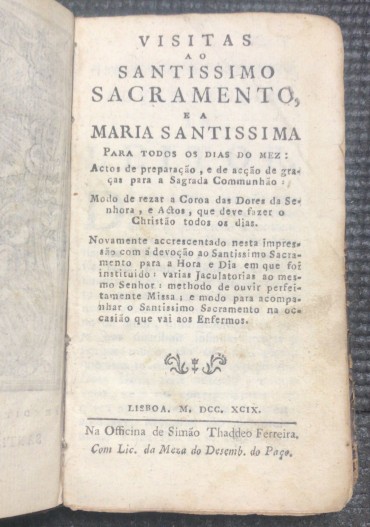 VISITAS
AO
SANTISSIMO
SACRAMENTO,
E A
MARIA SANTISSIMA
PARA TODOS OS DIAS DO MEZ:
Actos de preparação, e de acção de gra-
ças para a Sagrada Communhão:
Modo de rezar a Coroa das Dores da Se-
nhora, e Actos, que deve fazer o
Christão todos os dias.
Novamente accrescentado nesta impres-
são com a devoção ao Santissimo Sacra-
mento para a Hora e Dia em que foi
instituido: varias Jaculatorias ao mes-
mo Senhor: methodo de ouvir perfei-
tamente Missa; e modo para acompa-
nhar o Santissimo Sacramento na oc-
casião que vai aos Enfermos.
LISBOA. M. DCC. XCIX.
Na Officina de Simão Thaddeo Ferreira.
Com Lic. da Meza do Desemb. do Paço.